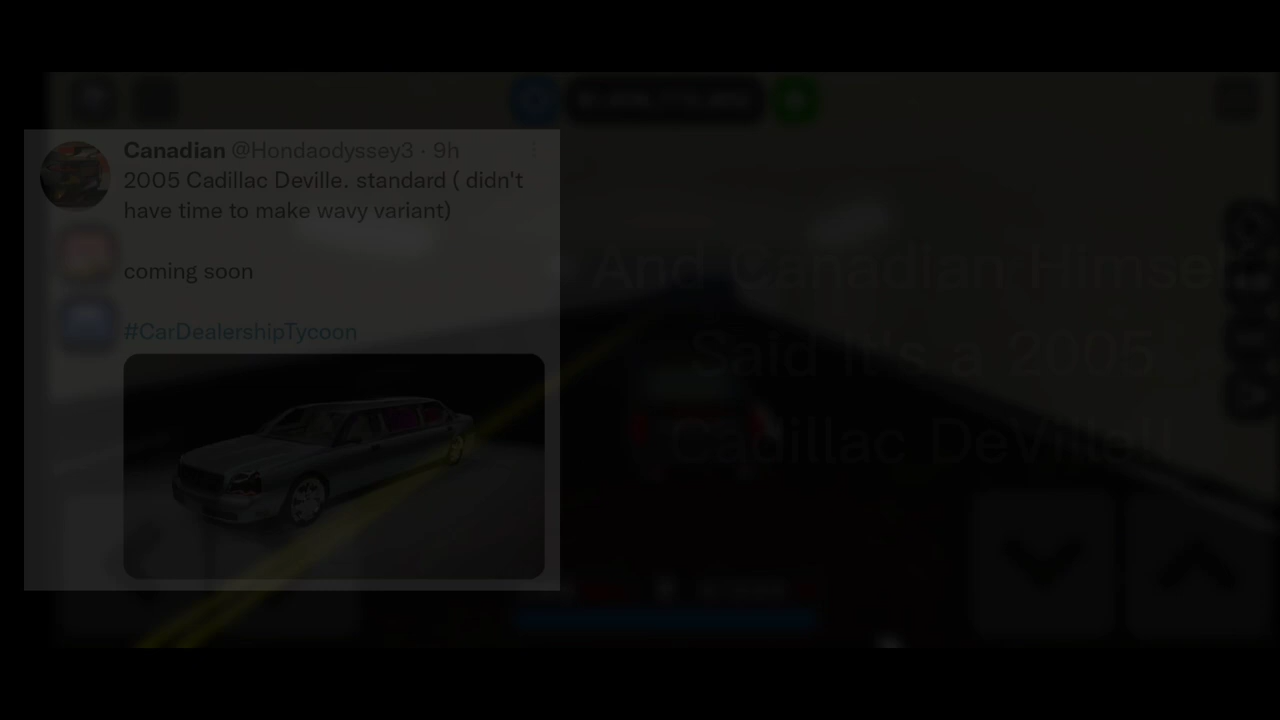 Canadian @Hondaodyssey3 · 9h
2005 Cadillac Deville. standard ( didn't
have time to make wavy variant)
coming soon
#CarDealershipTycoon
And Canadian Himself
Said it's a 2005
Cadillac DeVille!!